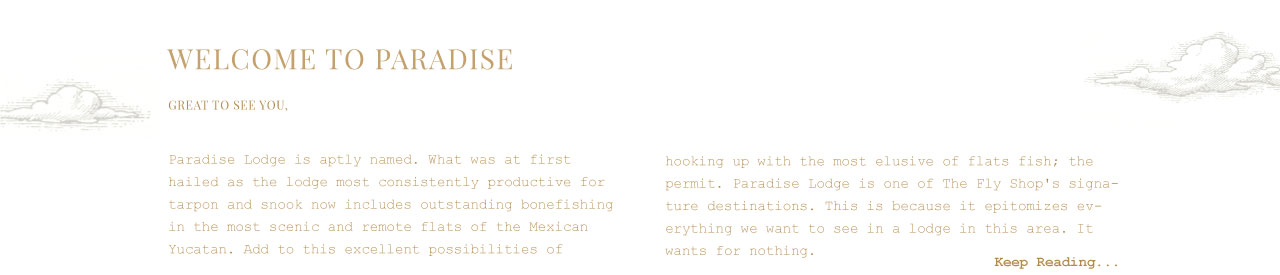 WELCOME TO PARADISE
GREAT TO SEE YOU,
Paradise Lodge is aptly named. What was at first
hailed as the lodge most consistently productive for
tarpon and snook now includes outstanding bonefishing
in the most scenic and remote flats of the Mexican
Yucatan. Add to this excellent possibilities of
hooking up with the most elusive of flats fish; the
permit. Paradise Lodge is one of The Fly Shop's signa-
ture destinations. This is because it epitomizes ev-
erything we want to see in a lodge in this area. It
wants for nothing.
Keep Reading...